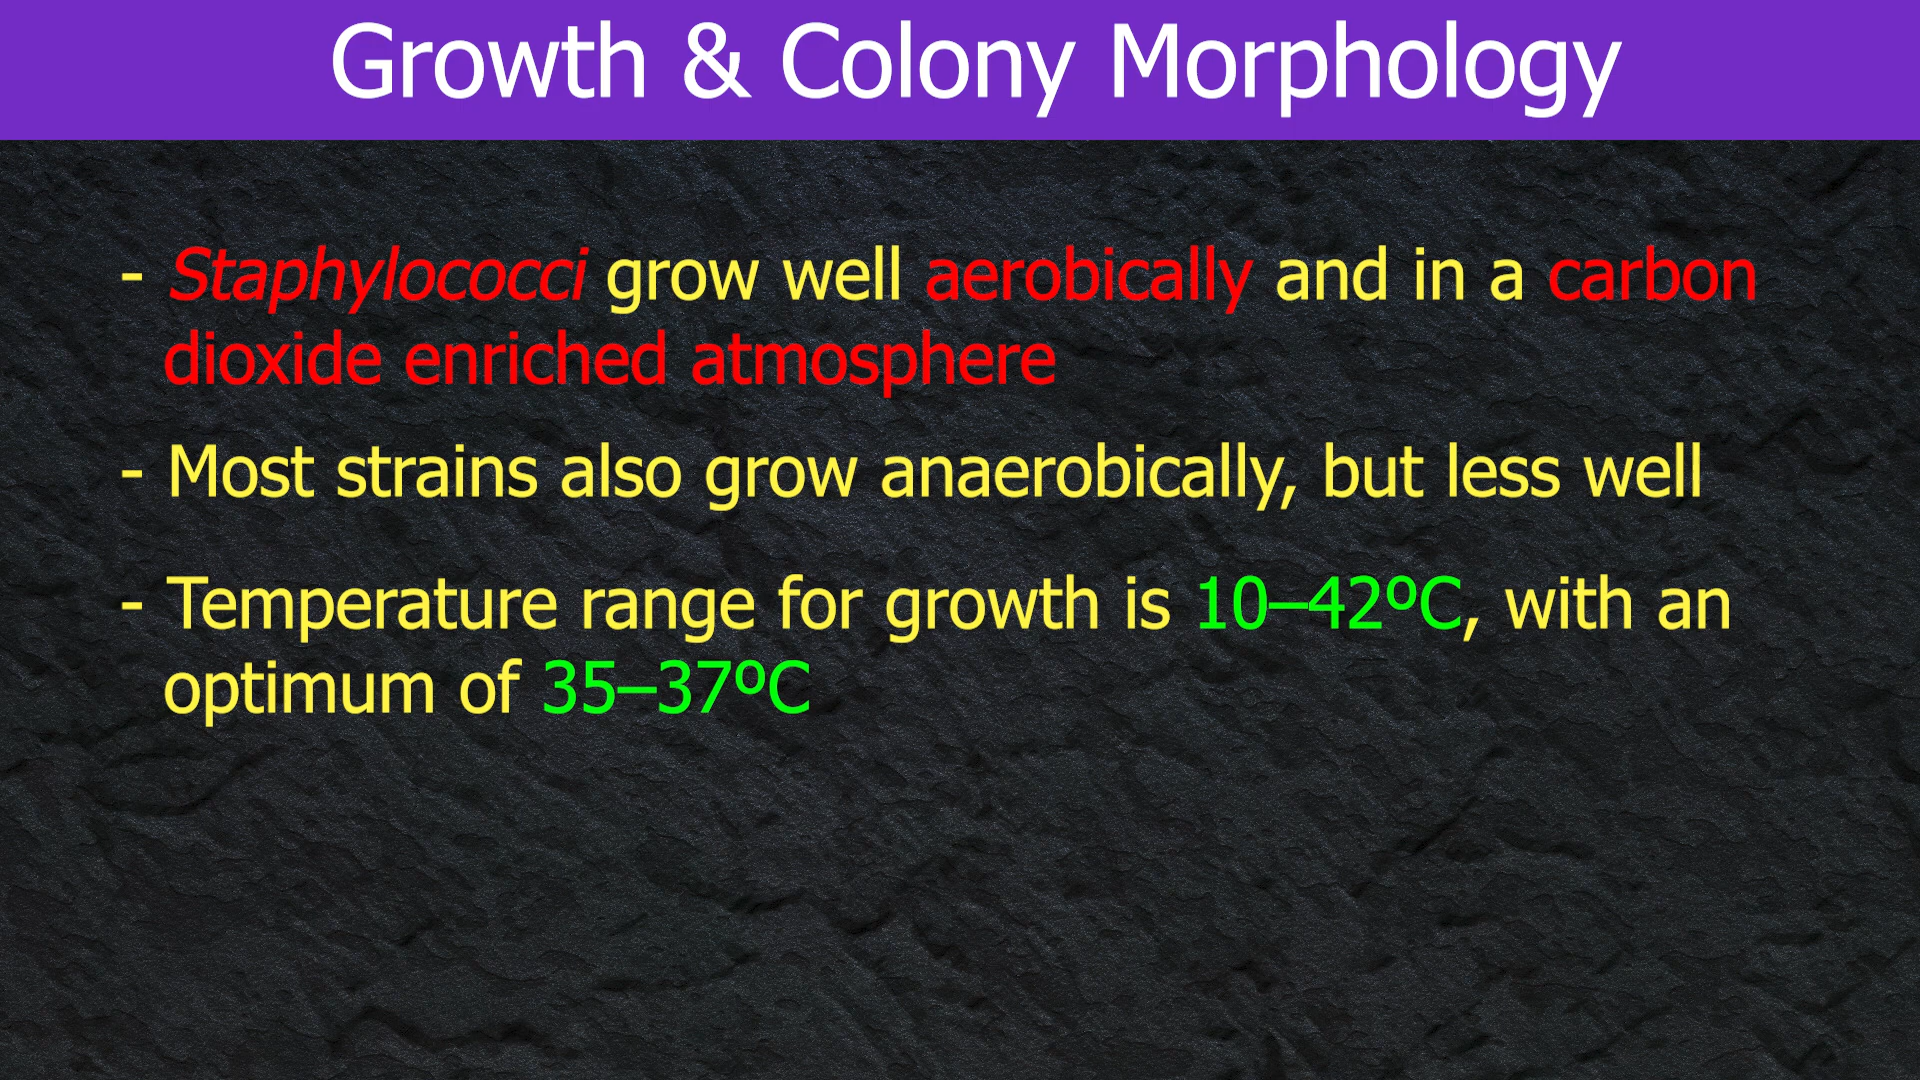 Growth & Colony Morphology
- Staphylococci grow well aerobically and in a carbon
dioxide enriched atmosphere
- Most strains also grow anaerobically, but less well
- Temperature range for growth is 10–42ºC, with an
optimum of 35–37ºC